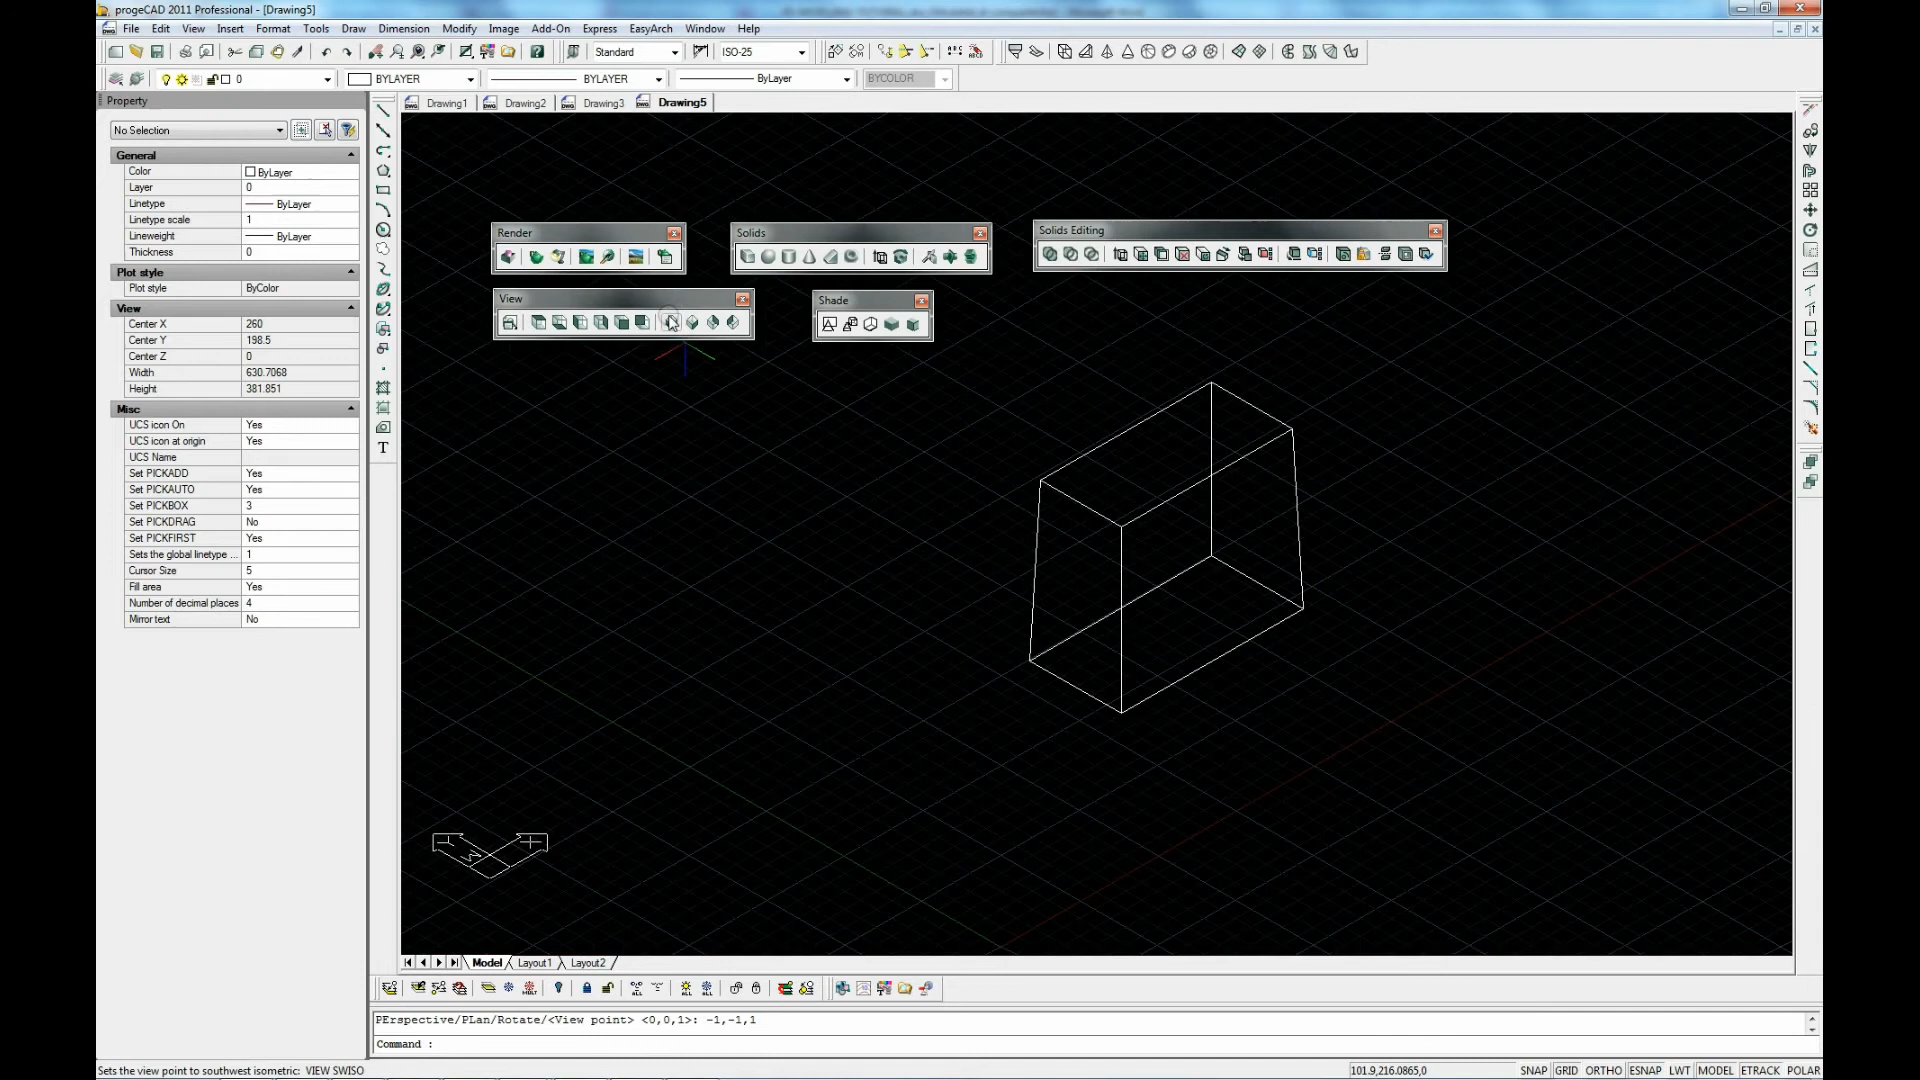 progeCAD 2011 Professional - [Drawing5]
File Edit View Insert Format Tools Draw Dimension Modify Image Add-On Express EasyArch Window Help
Standard ISO-25
0 BYLAYER BYLAYER ByLayer BYCOLOR
Property
Drawing1 Drawing2 Drawing3 Drawing5
No Selection
General
Color ByLayer
Layer 0
Linetype ByLayer
Linetype scale 1
Lineweight ByLayer
Thickness 0
Plot style
Plot style ByColor
View
Center X 260
Center Y 198.5
Center Z 0
Width 630.7068
Height 381.851
Misc
UCS icon On Yes
UCS icon at origin Yes
UCS Name
Set PICKADD Yes
Set PICKAUTO Yes
Set PICKBOX 3
Set PICKDRAG No
Set PICKFIRST Yes
Sets the global linetype ... 1
Cursor Size 5
Fill area Yes
Number of decimal places 4
Mirror text No
Render Solids Solids Editing
View Shade
W
T
Model Layout1 Layout2
PErspective/PLan/Rotate/<View point> <0,0,1>: -1,-1,1
Command :
Sets the view point to southwest isometric: VIEW SWISO 101.9,216.0865,0 SNAP GRID ORTHO ESNAP LWT MODEL ETRACK POLAR